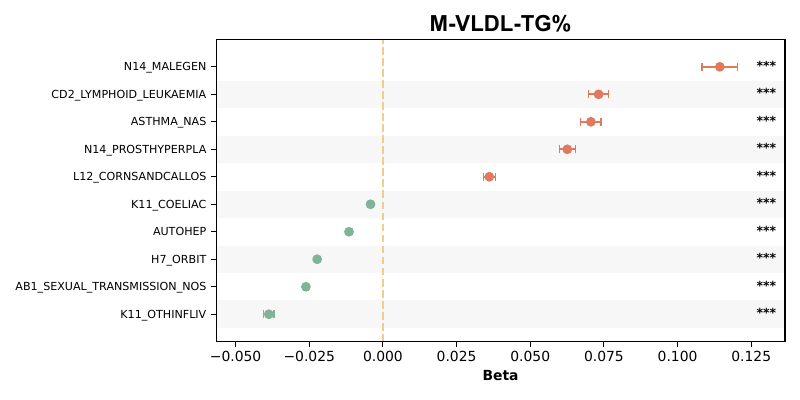 M-VLDL-TG%
N14_MALEGEN ***
CD2_LYMPHOID_LEUKAEMIA ***
ASTHMA_NAS ***
N14_PROSTHYPERPLA ***
L12_CORNSANDCALLOS ***
K11_COELIAC ***
AUTOHEP ***
H7_ORBIT ***
AB1_SEXUAL_TRANSMISSION_NOS ***
K11_OTHINFLIV ***
−0.050 −0.025 0.000 0.025 0.050 0.075 0.100 0.125
Beta